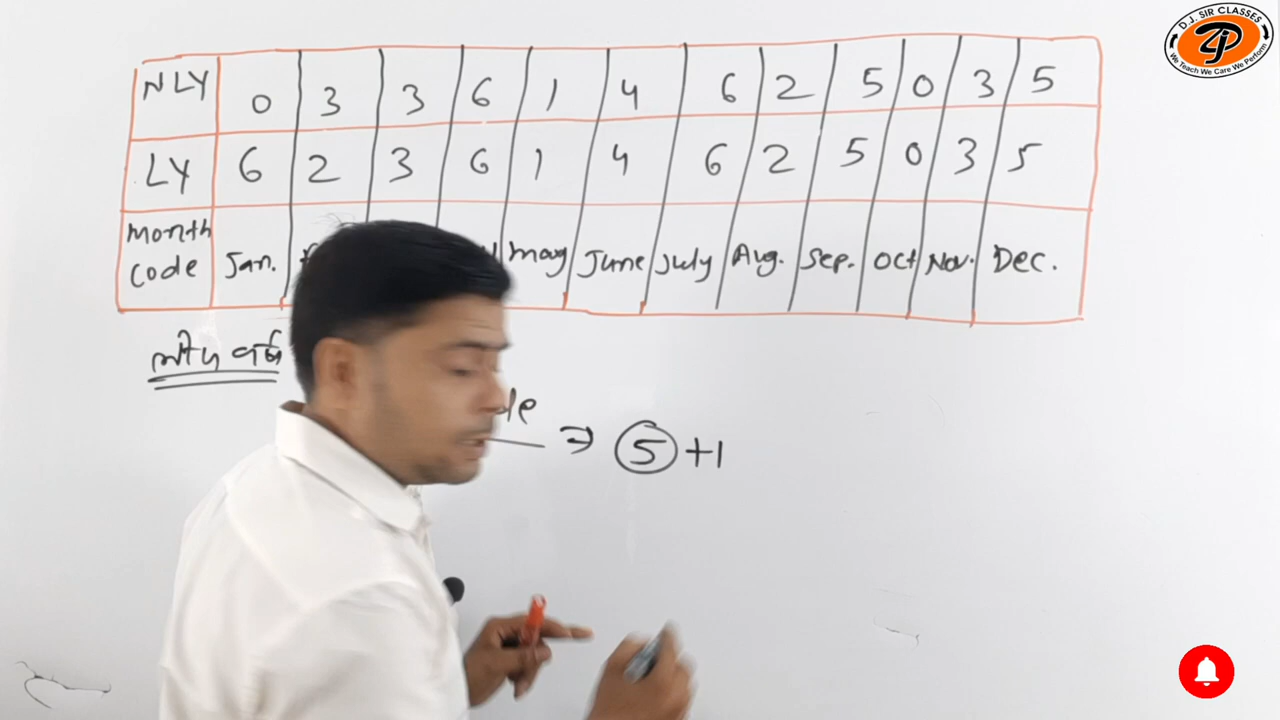 D.J. SIR CLASSES
We Teach We Care We Perform
NLY 0 3 3 6 1 4 6 2 5 0 3 5
LY 6 2 3 6 1 4 6 2 5 0 3 5
Month Code Jan. may June July Aug. Sep. Oct Nov. Dec.
⇒ 5 +1